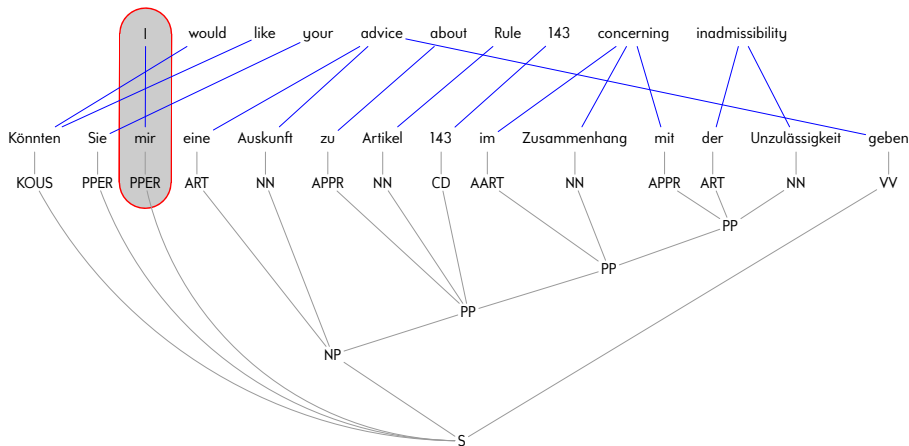 I would like your advice about Rule 143 concerning inadmissibility
Könnten Sie mir eine Auskunft zu Artikel 143 im Zusammenhang mit der Unzulässigkeit geben
KOUS PPER PPER ART NN APPR NN CD AART NN APPR ART NN VV
PP
PP
PP
NP
S